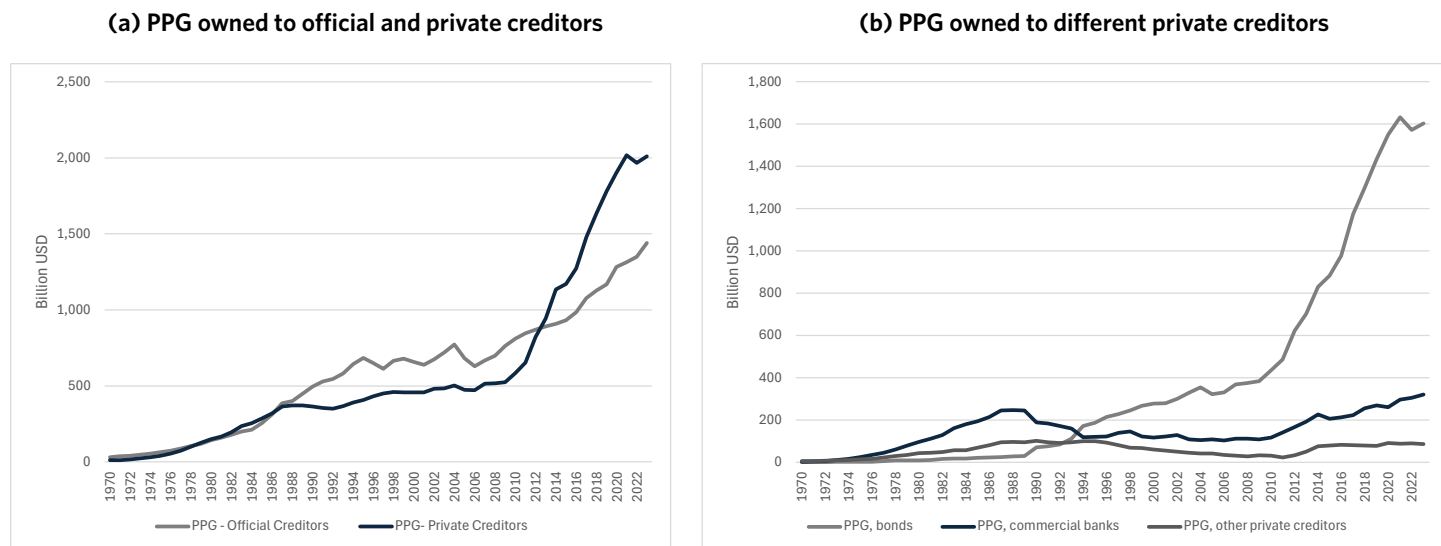 (a) PPG owned to official and private creditors
2,500
2,000
1,500
1,000
500
0
Billion USD
1970 1972 1974 1976 1978 1980 1982 1984 1986 1988 1990 1992 1994 1996 1998 2000 2002 2004 2006 2008 2010 2012 2014 2016 2018 2020 2022
PPG - Official Creditors PPG- Private Creditors
(b) PPG owned to different private creditors
1,800
1,600
1,400
1,200
1,000
800
600
400
200
0
Billion USD
1970 1972 1974 1976 1978 1980 1982 1984 1986 1988 1990 1992 1994 1996 1998 2000 2002 2004 2006 2008 2010 2012 2014 2016 2018 2020 2022
PPG, bonds PPG, commercial banks PPG, other private creditors